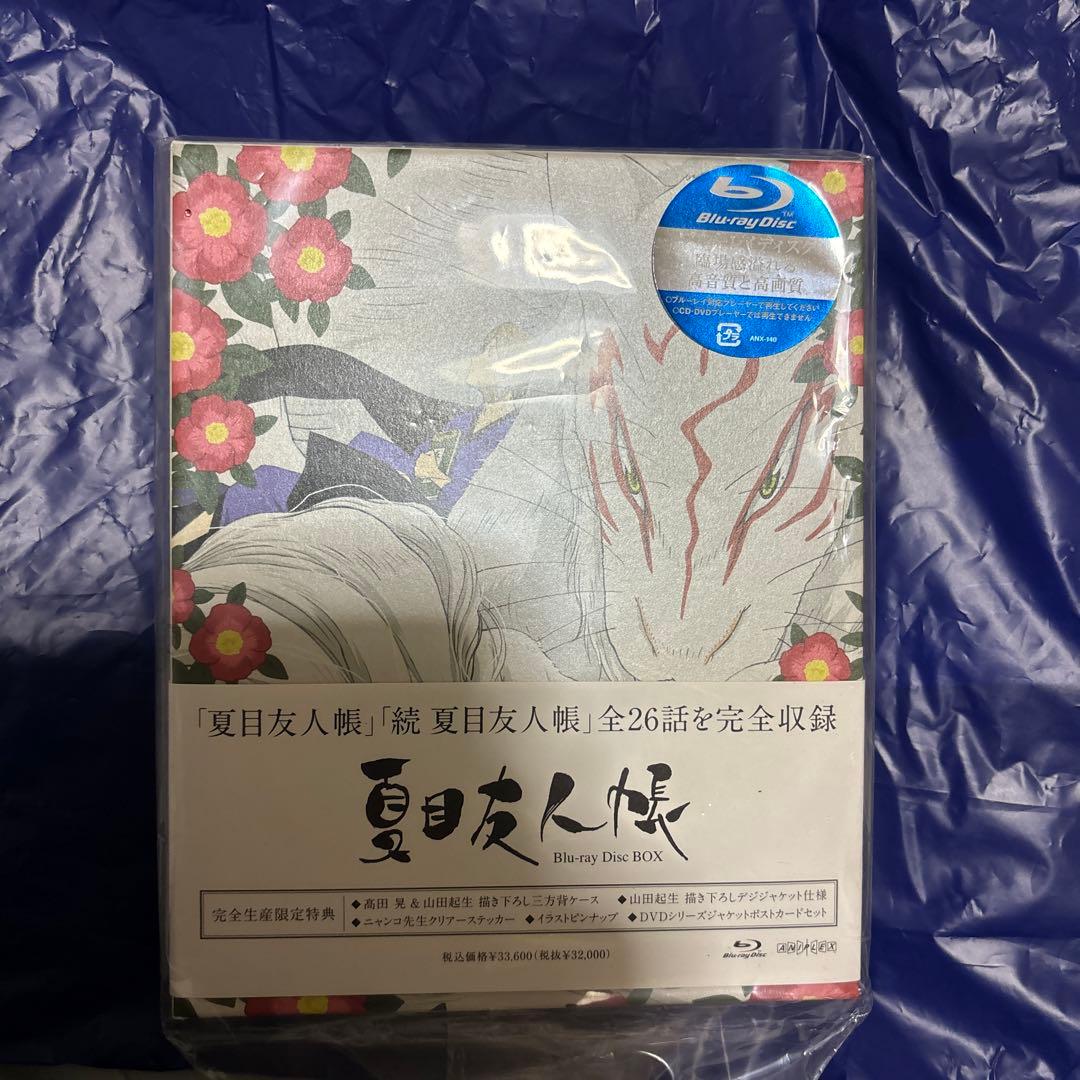 Blu-ray Disc
TM
臨場感溢れる
高音質と高画質
○ブルーレイ対応プレーヤーで再生してください
○CD・DVDプレーヤーでは再生できません
プラ
ANX-140
「夏目友人帳」「続 夏目友人帳」全26話を完全収録
夏目友人帳
Blu-ray Disc BOX
完全生産限定特典
◆髙田 晃&山田起生 描き下ろし三方背ケース ◆山田起生 描き下ろしデジジャケット仕様
◆ニャンコ先生クリアーステッカー ◆イラストピンナップ ◆DVDシリーズジャケットポストカードセット
税込価格¥33,600(税抜¥32,000)
Blu-ray Disc
ANIPLEX